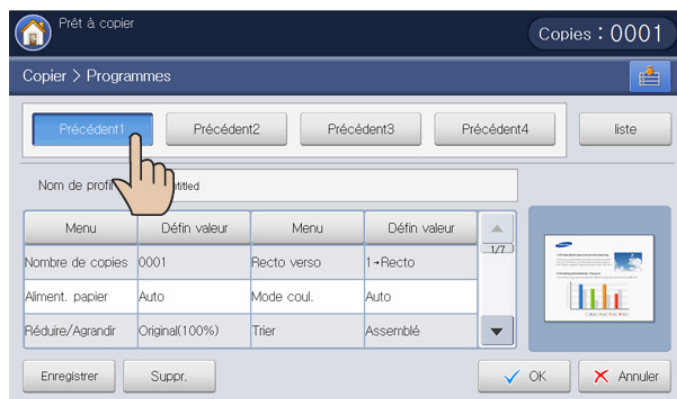 Prêt à copier
Copies : 0001
Copier > Programmes
Précédent1 Précédent2 Précédent3 Précédent4 liste
Nom de profil
Menu Défin valeur Menu Défin valeur
1/7
Nombre de copies 0001 Recto verso 1→Recto
Aliment. papier Auto Mode coul. Auto
Réduire/Agrandir Original(100%) Trier Assemblé
Enregistrer Suppr. OK Annuler